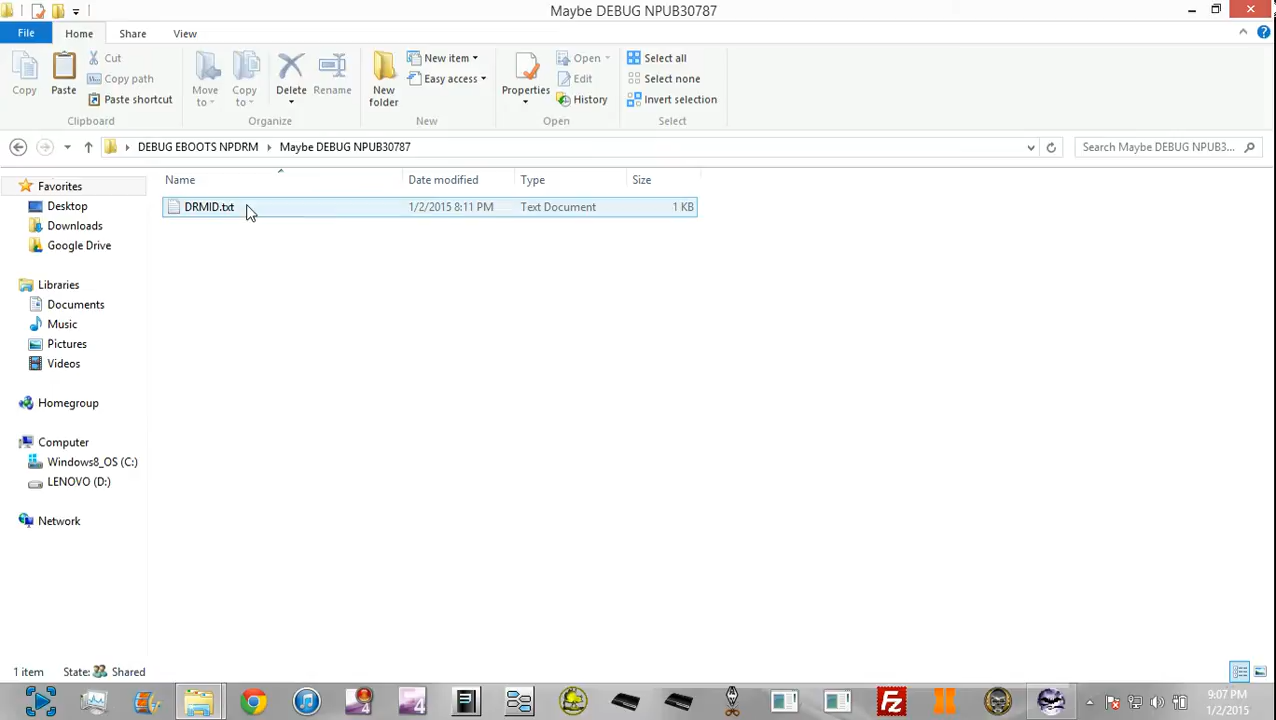 Maybe DEBUG NPUB30787
File Home Share View
Copy
Paste
Cut
Copy path
Paste shortcut
Clipboard
Move to
Copy to
Delete
Rename
Organize
New folder
New item
Easy access
New
Properties
Open
Edit
History
Open
Select all
Select none
Invert selection
Select
DEBUG EBOOTS NPDRM Maybe DEBUG NPUB30787
Search Maybe DEBUG NPUB3...
Name Date modified Type Size
DRMID.txt 1/2/2015 8:11 PM Text Document 1 KB
Favorites
Desktop
Downloads
Google Drive
Libraries
Documents
Music
Pictures
Videos
Homegroup
Computer
Windows8_OS (C:)
LENOVO (D:)
Network
1 item State: Shared
4
4
FZ
9:07 PM
1/2/2015